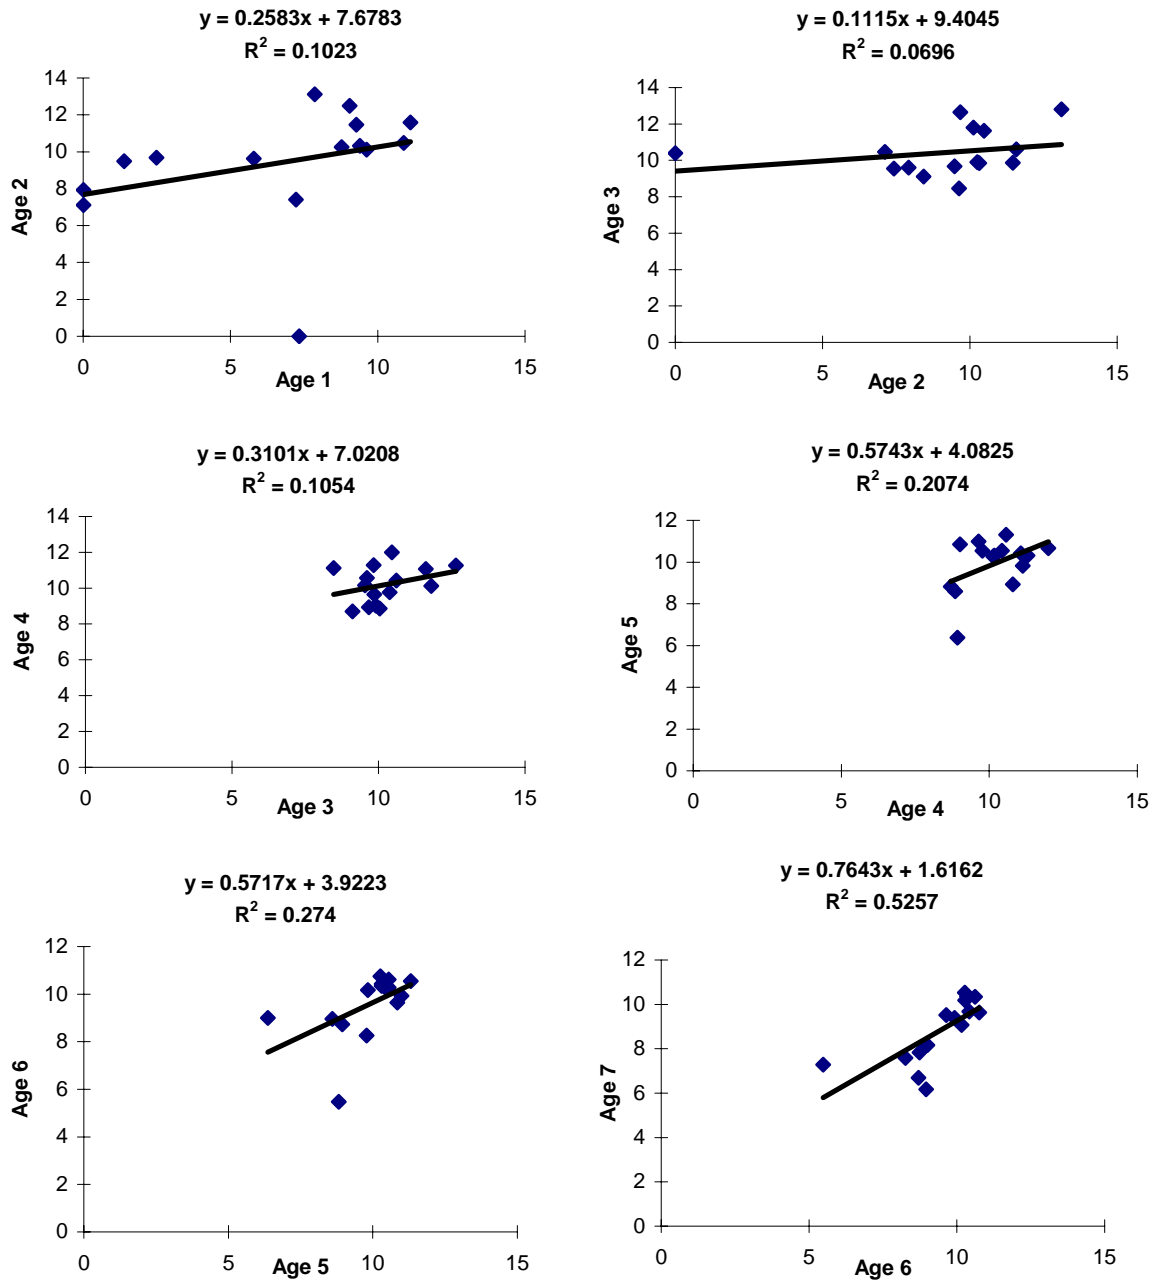 y = 0.2583x + 7.6783
R² = 0.1023
14
12
10
8
6
4
2
0
0 5 10 15
Age 2
Age 1
y = 0.1115x + 9.4045
R² = 0.0696
14
12
10
8
6
4
2
0
0 5 10 15
Age 3
Age 2
y = 0.3101x + 7.0208
R² = 0.1054
14
12
10
8
6
4
2
0
0 5 10 15
Age 4
Age 3
y = 0.5743x + 4.0825
R² = 0.2074
12
10
8
6
4
2
0
0 5 10 15
Age 5
Age 4
y = 0.5717x + 3.9223
R² = 0.274
12
10
8
6
4
2
0
0 5 10 15
Age 6
Age 5
y = 0.7643x + 1.6162
R² = 0.5257
12
10
8
6
4
2
0
0 5 10 15
Age 7
Age 6